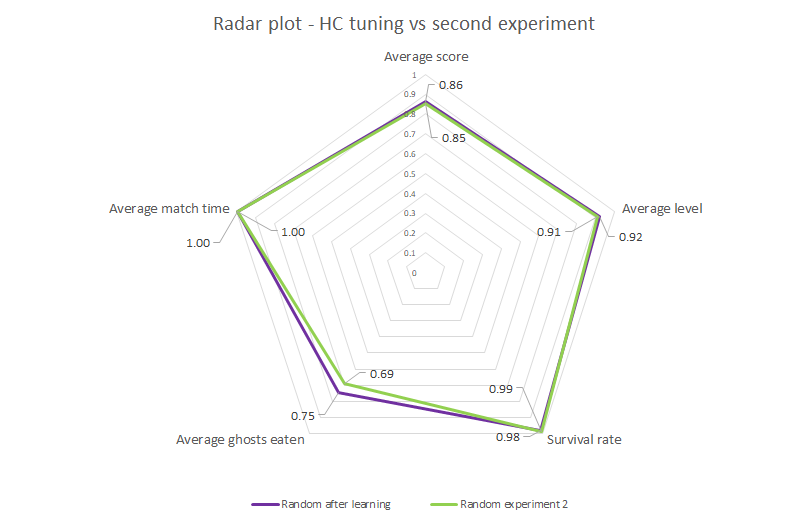 Radar plot - HC tuning vs second experiment
Average score
1
0.9
0.86
0.8
0.85
0.7
0.6
0.5
0.4
0.3
0.2
0.1
0
Average match time
1.00
1.00
Average level
0.91
0.92
0.69
0.75
Average ghosts eaten
0.99
0.98
Survival rate
Random after learning
Random experiment 2